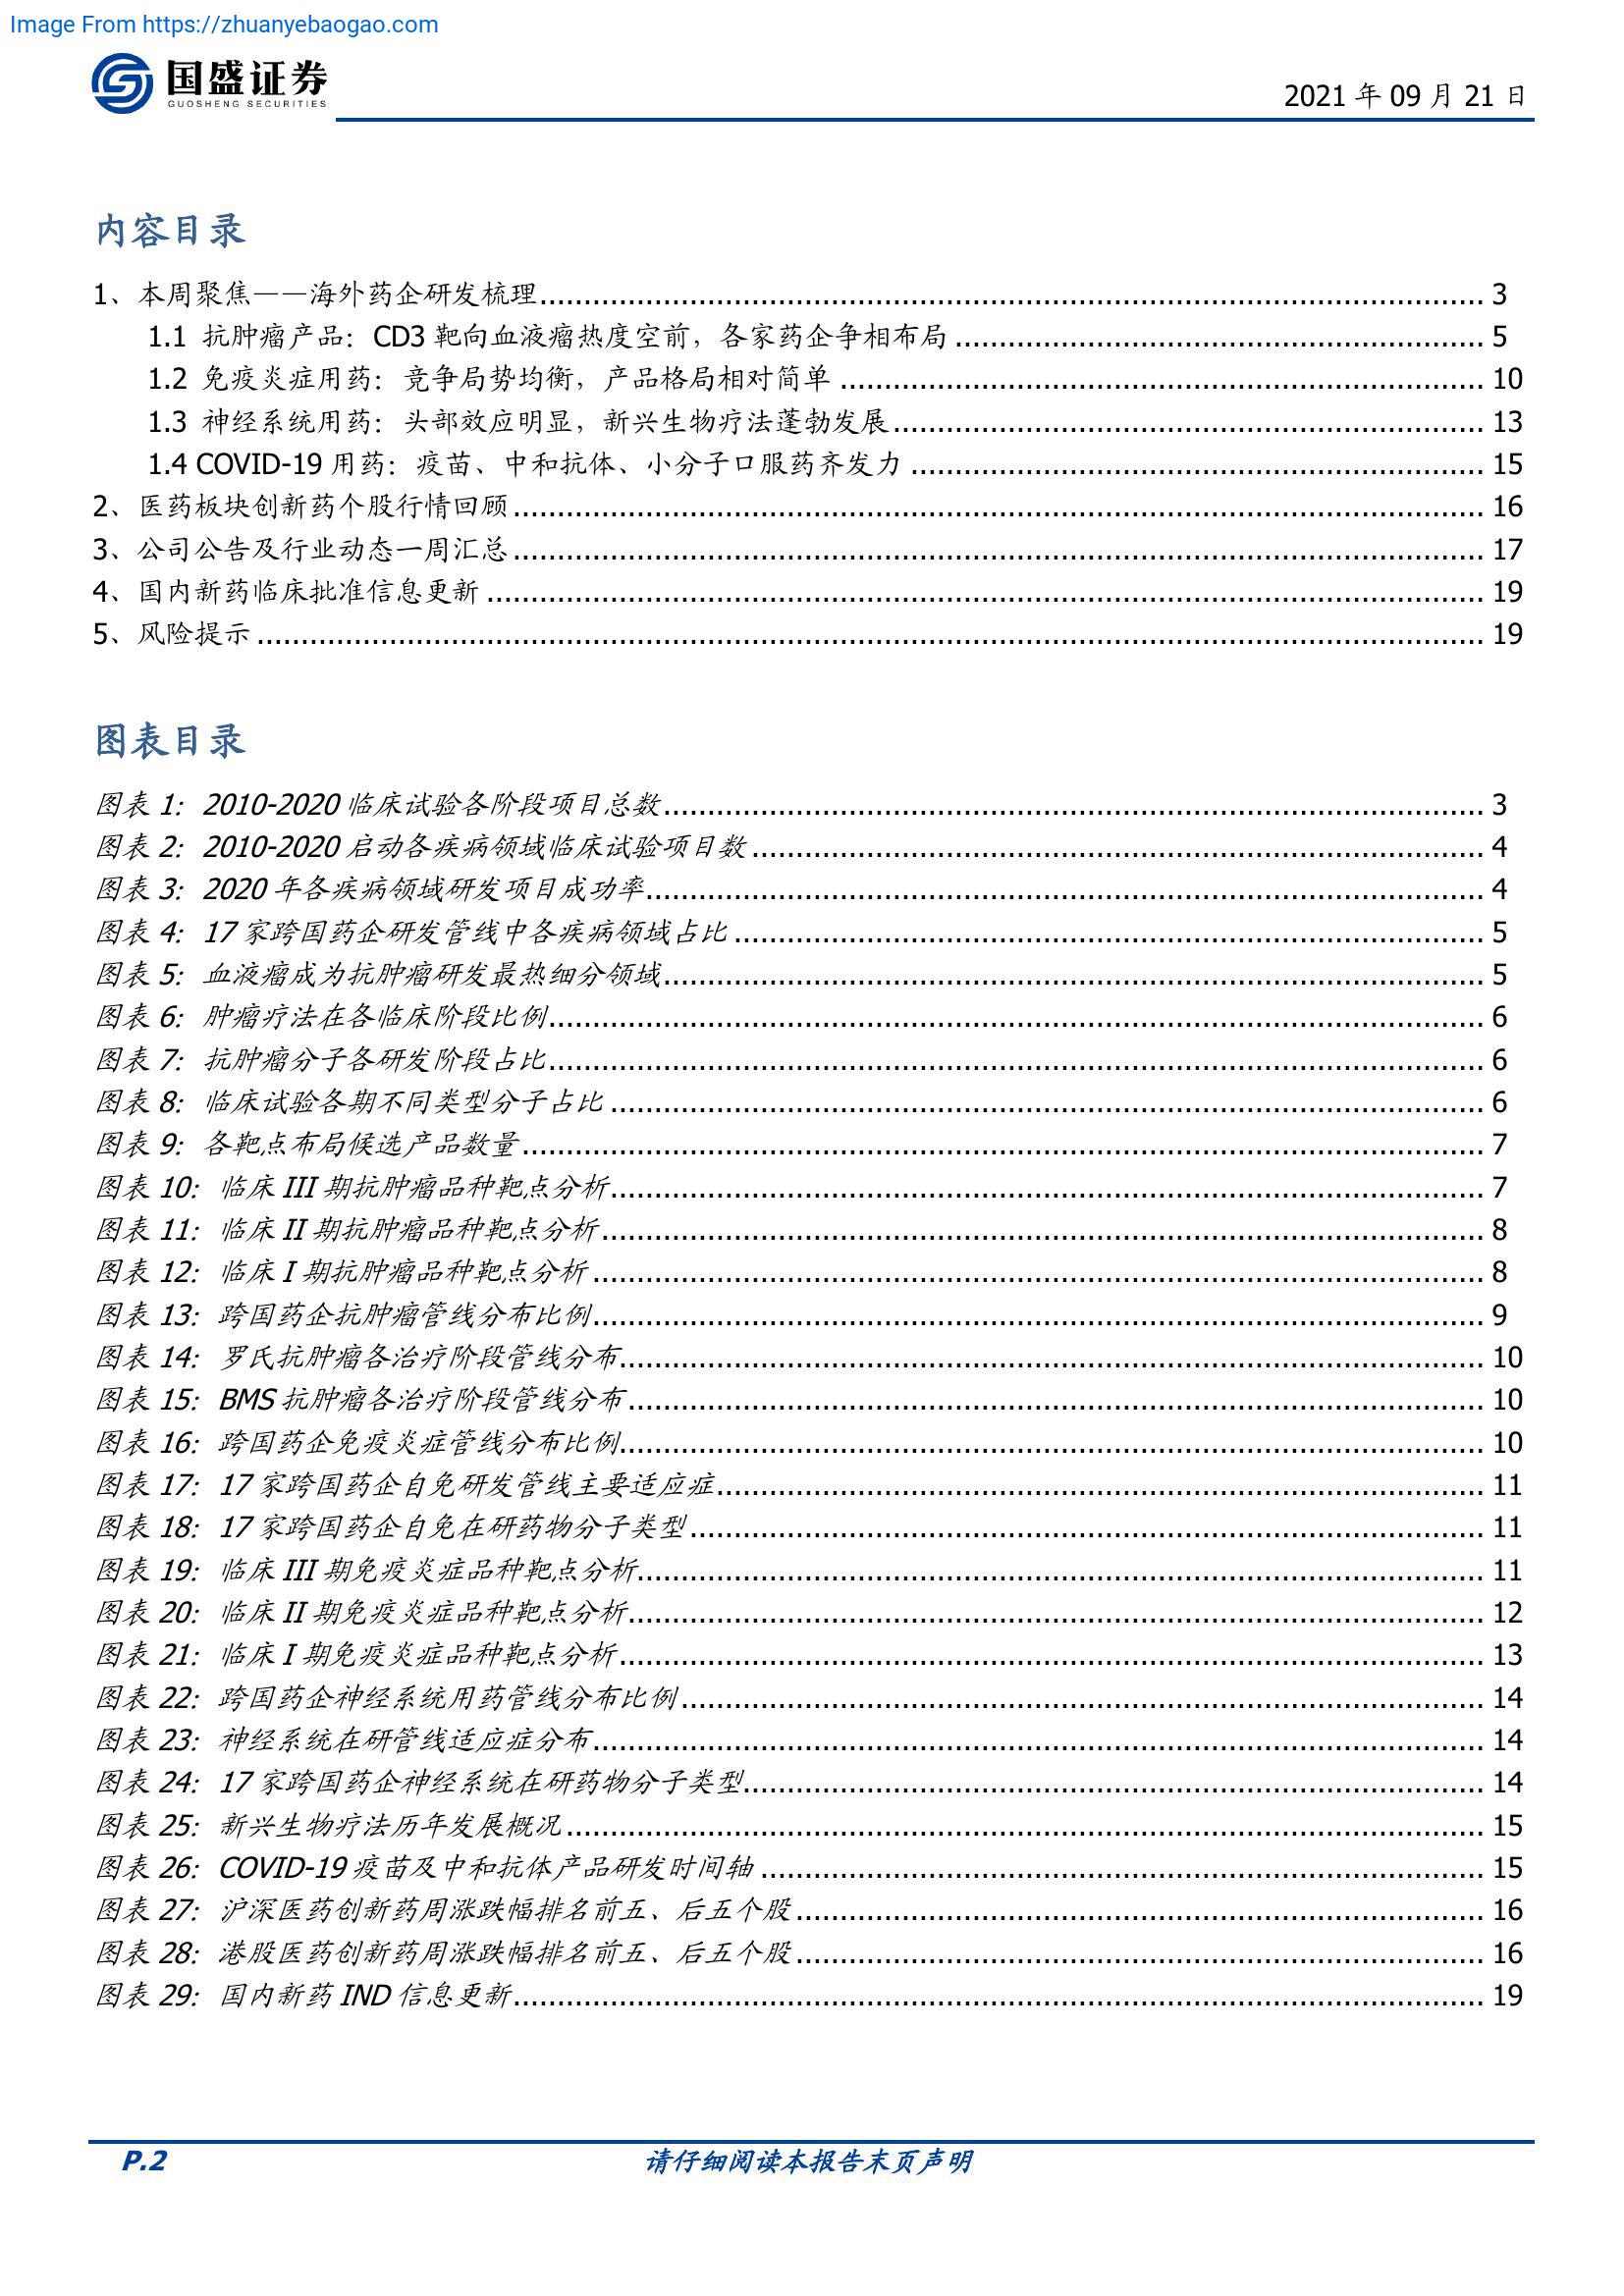 Image From https://zhuanyebaogao.com
国盛证券
GUOSHENG SECURITIES
2021 年 09 月 21 日
内容目录
1、本周聚焦——海外药企研发梳理 3
1.1 抗肿瘤产品：CD3 靶向血液瘤热度空前，各家药企争相布局 5
1.2 免疫炎症用药：竞争局势均衡，产品格局相对简单 10
1.3 神经系统用药：头部效应明显，新兴生物疗法蓬勃发展 13
1.4 COVID-19 用药：疫苗、中和抗体、小分子口服药齐发力 15
2、医药板块创新药个股行情回顾 16
3、公司公告及行业动态一周汇总 17
4、国内新药临床批准信息更新 19
5、风险提示 19
图表目录
图表 1：2010-2020 临床试验各阶段项目总数 3
图表 2：2010-2020 启动各疾病领域临床试验项目数 4
图表 3：2020 年各疾病领域研发项目成功率 4
图表 4：17 家跨国药企研发管线中各疾病领域占比 5
图表 5：血液瘤成为抗肿瘤研发最热细分领域 5
图表 6：肿瘤疗法在各临床阶段比例 6
图表 7：抗肿瘤分子各研发阶段占比 6
图表 8：临床试验各期不同类型分子占比 6
图表 9：各靶点布局候选产品数量 7
图表 10：临床 III 期抗肿瘤品种靶点分析 7
图表 11：临床 II 期抗肿瘤品种靶点分析 8
图表 12：临床 I 期抗肿瘤品种靶点分析 8
图表 13：跨国药企抗肿瘤管线分布比例 9
图表 14：罗氏抗肿瘤各治疗阶段管线分布 10
图表 15：BMS 抗肿瘤各治疗阶段管线分布 10
图表 16：跨国药企免疫炎症管线分布比例 10
图表 17：17 家跨国药企自免研发管线主要适应症 11
图表 18：17 家跨国药企自免在研药物分子类型 11
图表 19：临床 III 期免疫炎症品种靶点分析 11
图表 20：临床 II 期免疫炎症品种靶点分析 12
图表 21：临床 I 期免疫炎症品种靶点分析 13
图表 22：跨国药企神经系统用药管线分布比例 14
图表 23：神经系统在研管线适应症分布 14
图表 24：17 家跨国药企神经系统在研药物分子类型 14
图表 25：新兴生物疗法历年发展概况 15
图表 26：COVID-19 疫苗及中和抗体产品研发时间轴 15
图表 27：沪深医药创新药周涨跌幅排名前五、后五个股 16
图表 28：港股医药创新药周涨跌幅排名前五、后五个股 16
图表 29：国内新药 IND 信息更新 19
P.2 请仔细阅读本报告末页声明